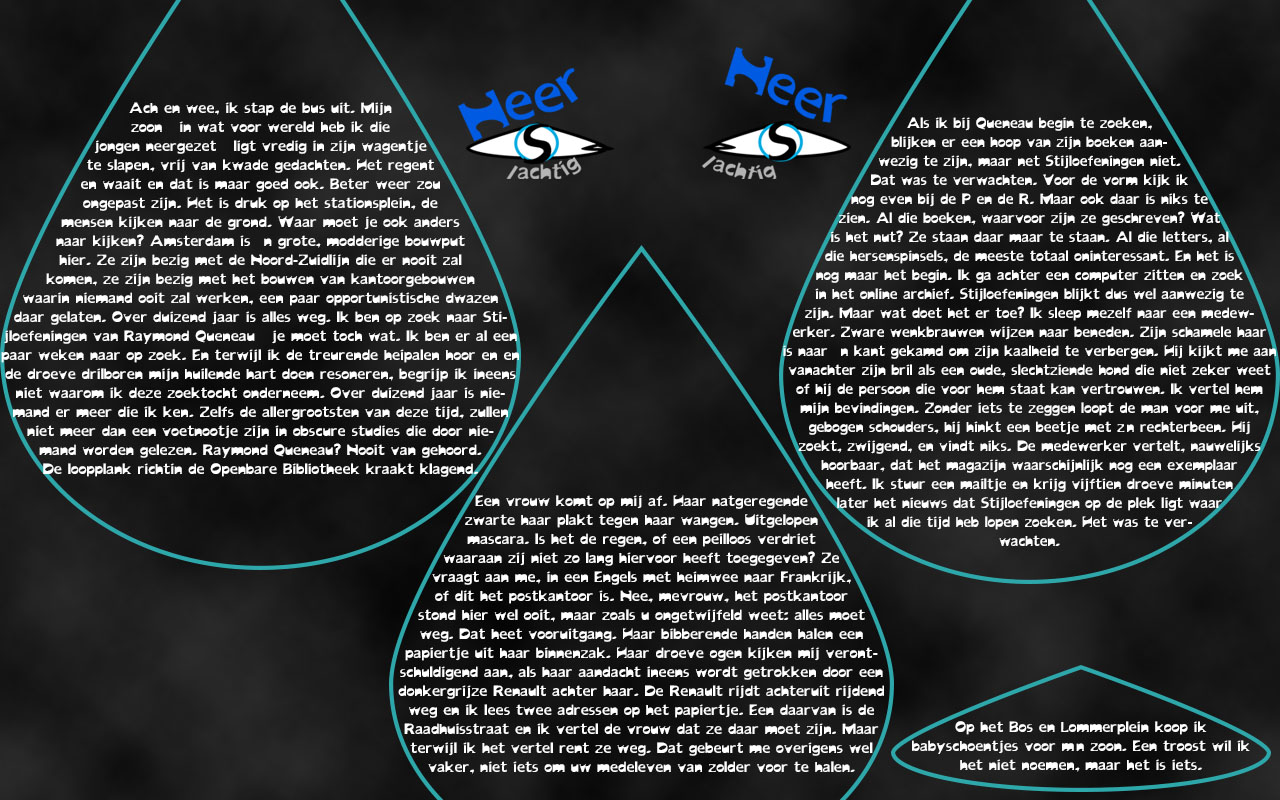 Neer
S
lachtig
Neer
S
lachtig
Ach en wee, ik stap de bus uit. Mijn
zoon in wat voor wereld heb ik die
jongen neergezet ligt vredig in zijn wagentje
te slapen, vrij van kwade gedachten. Het regent
en waait en dat is maar goed ook. Beter weer zou
ongepast zijn. Het is druk op het stationsplein, de
mensen kijken naar de grond. Waar moet je ook anders
naar kijken? Amsterdam is n grote, modderige bouwput
hier. Ze zijn bezig met de Noord-Zuidlijn die er nooit zal
komen, ze zijn bezig met het bouwen van kantoorgebouwen
waarin niemand ooit zal werken, een paar opportunistische dwazen
daar gelaten. Over duizend jaar is alles weg. Ik ben op zoek naar Sti-
jloefeningen van Raymond Queneau je moet toch wat. Ik ben er al een
paar weken naar op zoek. En terwijl ik de treurende heipalen hoor en en
de droeve drilboren mijn huilende hart doen resoneren, begrijp ik ineens
niet waarom ik deze zoektocht onderneem. Over duizend jaar is nie-
mand er meer die ik ken. Zelfs de allergrootsten van deze tijd, zullen
niet meer dan een voetnootje zijn in obscure studies die door nie-
mand worden gelezen. Raymond Queneau? Nooit van gehoord.
De loopplank richtin de Openbare Bibliotheek kraakt klagend.
Als ik bij Queneau begin te zoeken,
blijken er een hoop van zijn boeken aan-
wezig te zijn, maar net Stijloefeningen niet.
Dat was te verwachten. Voor de vorm kijk ik
nog even bij de P en de R. Maar ook daar is niks te
zien. Al die boeken, waarvoor zijn ze geschreven? Wat
is het nut? Ze staan daar maar te staan. Al die letters, al
die hersenspinsels, de meeste totaal oninteressant. En het is
nog maar het begin. Ik ga achter een computer zitten en zoek
in het online archief. Stijloefeningen blijkt dus wel aanwezig te
zijn. Maar wat doet het er toe? Ik sleep mezelf naar een medew-
erker. Zware wenkbrauwen wijzen naar beneden. Zijn schamele haar
is naar n kant gekamd om zijn kaalheid te verbergen. Hij kijkt me aan
vanachter zijn bril als een oude, slechtziende hond die niet zeker weet
of hij de persoon die voor hem staat kan vertrouwen. Ik vertel hem
mijn bevindingen. Zonder iets te zeggen loopt de man voor me uit,
gebogen schouders, hij hinkt een beetje met zn rechterbeen. Hij
zoekt, zwijgend, en vindt niks. De medewerker vertelt, nauwelijks
hoorbaar, dat het magazijn waarschijnlijk nog een exemplaar
heeft. Ik stuur een mailtje en krijg vijftien droeve minuten
later het nieuws dat Stijloefeningen op de plek ligt waar
ik al die tijd heb lopen zoeken. Het was te ver-
wachten.
Een vrouw komt op mij af. Haar natgeregende
zwarte haar plakt tegen haar wangen. Uitgelopen
mascara. Is het de regen, of een peilloos verdriet
waaraan zij niet zo lang hiervoor heeft toegegeven? Ze
vraagt aan me, in een Engels met heimwee naar Frankrijk,
of dit het postkantoor is. Nee, mevrouw, het postkantoor
stond hier wel ooit, maar zoals u ongetwijfeld weet: alles moet
weg. Dat heet vooruitgang. Haar bibberende handen halen een
papiertje uit haar binnenzak. Haar droeve ogen kijken mij veront-
schuldigend aan, als haar aandacht ineens wordt getrokken door een
donkergrijze Renault achter haar. De Renault rijdt achteruit rijdend
weg en ik lees twee adressen op het papiertje. Een daarvan is de
Raadhuisstraat en ik vertel de vrouw dat ze daar moet zijn. Maar
terwijl ik het vertel rent ze weg. Dat gebeurt me overigens wel
vaker, niet iets om uw medeleven van zolder voor te halen.
Op het Bos en Lommerplein koop ik
babyschoentjes voor mn zoon. Een troost wil ik
het niet noemen, maar het is iets.